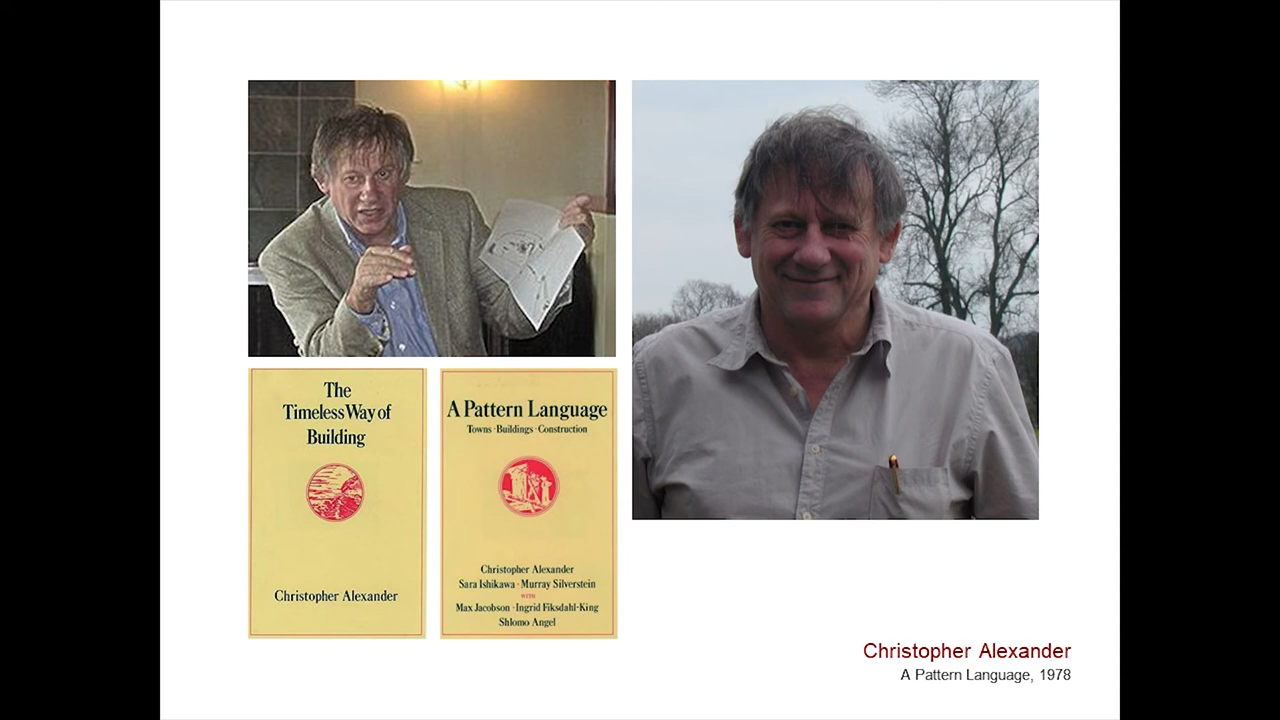 The
Timeless Way of
Building
Christopher Alexander
A Pattern Language
Towns · Buildings · Construction
Christopher Alexander
Sara Ishikawa · Murray Silverstein
WITH
Max Jacobson · Ingrid Fiksdahl-King
Shlomo Angel
Christopher Alexander
A Pattern Language, 1978